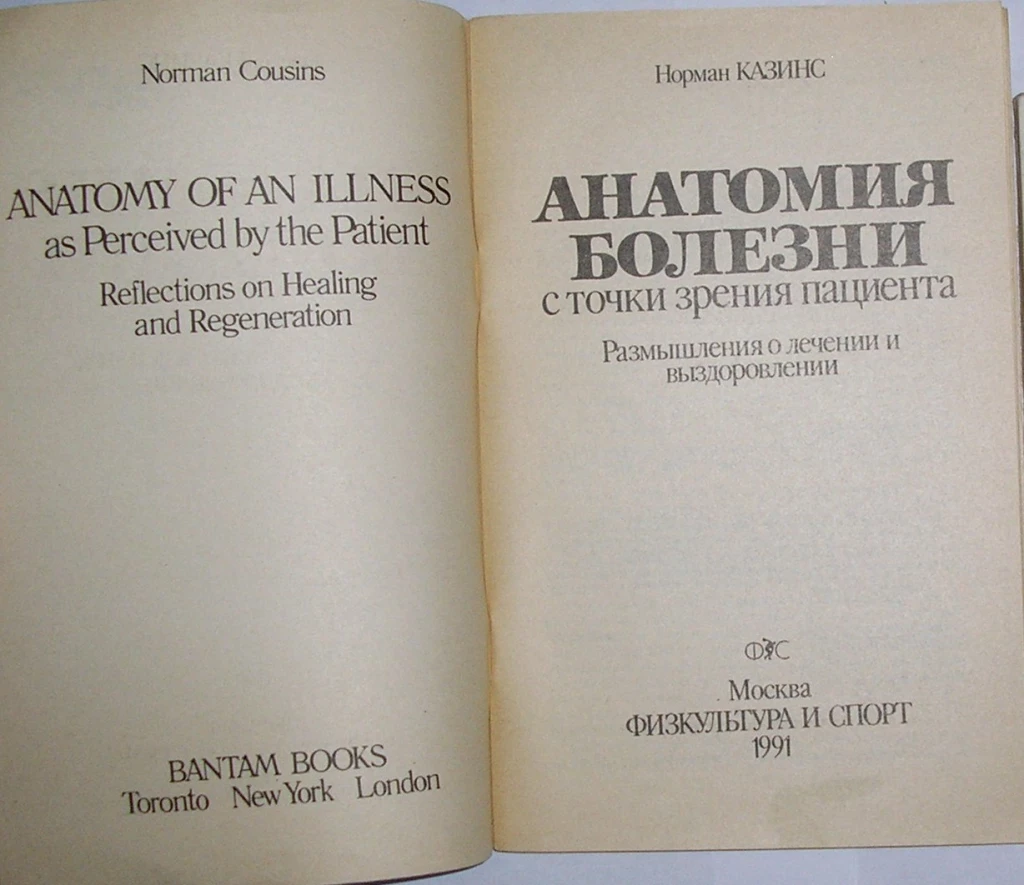 Norman Cousins
ANATOMY OF AN ILLNESS
as Perceived by the Patient
Reflections on Healing
and Regeneration
BANTAM BOOKS
Toronto New York London
Норман КАЗИНС
АНАТОМИЯ
БОЛЕЗНИ
с точки зрения пациента
Размышления о лечении и
выздоровлении
ФиС
Москва
ФИЗКУЛЬТУРА И СПОРТ
1991